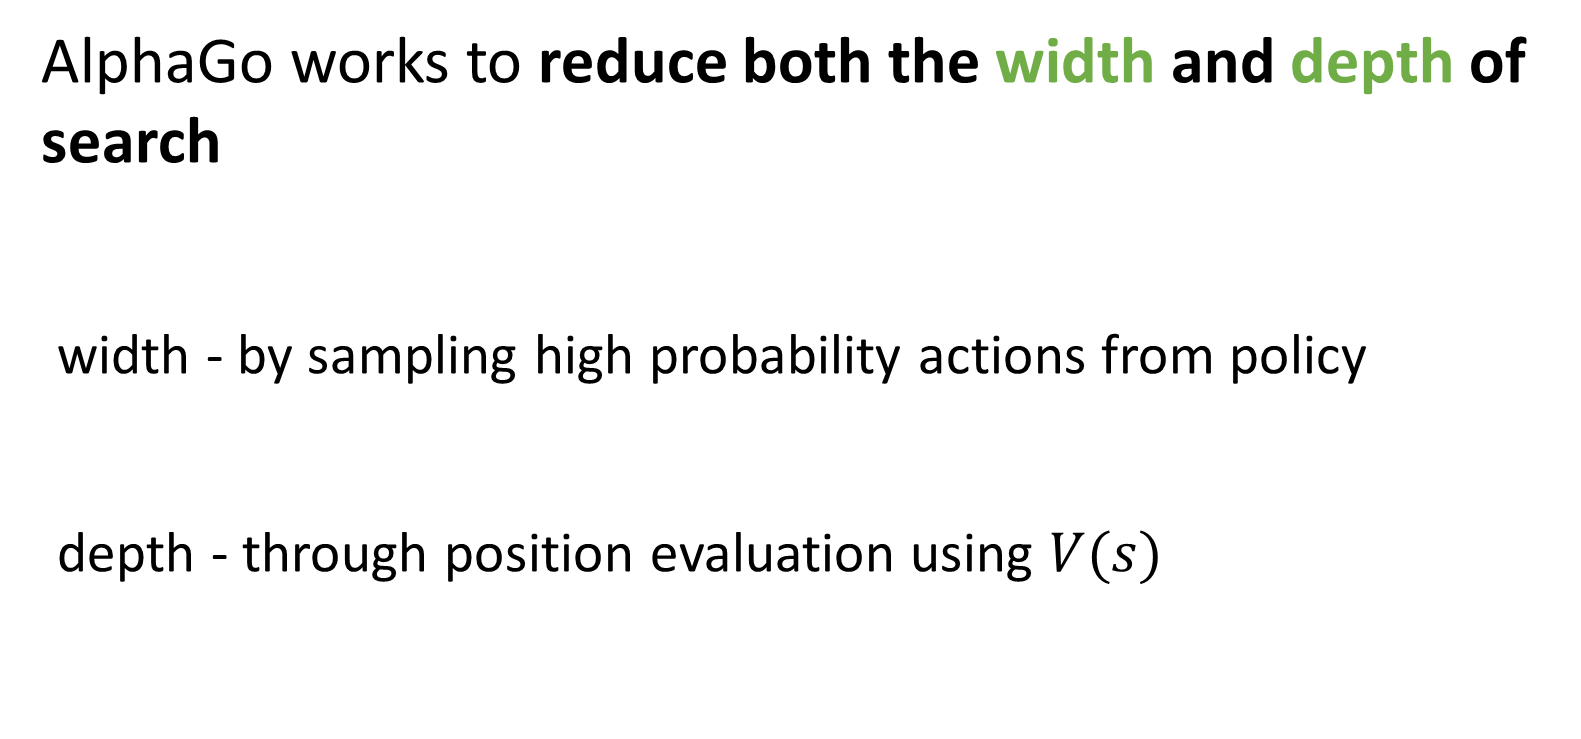 AlphaGo works to reduce both the width and depth of
search
width - by sampling high probability actions from policy
depth - through position evaluation using V(s)